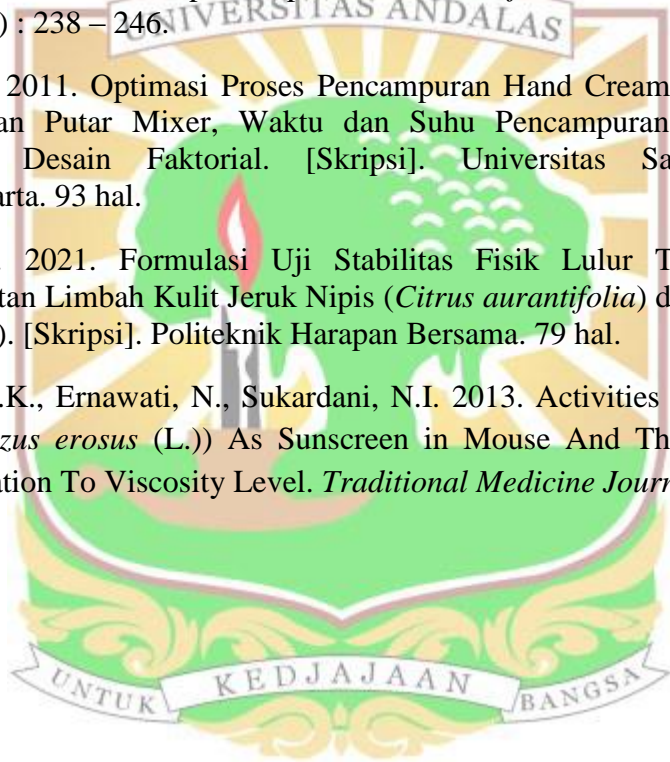 ) : 238 – 246.
UNIVERSITAS ANDALAS
2011. Optimasi Proses Pencampuran Hand Cream
an Putar Mixer, Waktu dan Suhu Pencampuran
Desain Faktorial. [Skripsi]. Universitas Sa
arta. 93 hal.
2021. Formulasi Uji Stabilitas Fisik Lulur T
tan Limbah Kulit Jeruk Nipis (Citrus aurantifolia) d
). [Skripsi]. Politeknik Harapan Bersama. 79 hal.
.K., Ernawati, N., Sukardani, N.I. 2013. Activities
zus erosus (L.)) As Sunscreen in Mouse And Th
ation To Viscosity Level. Traditional Medicine Journ
UNTUK KEDJAJAAN BANGSA